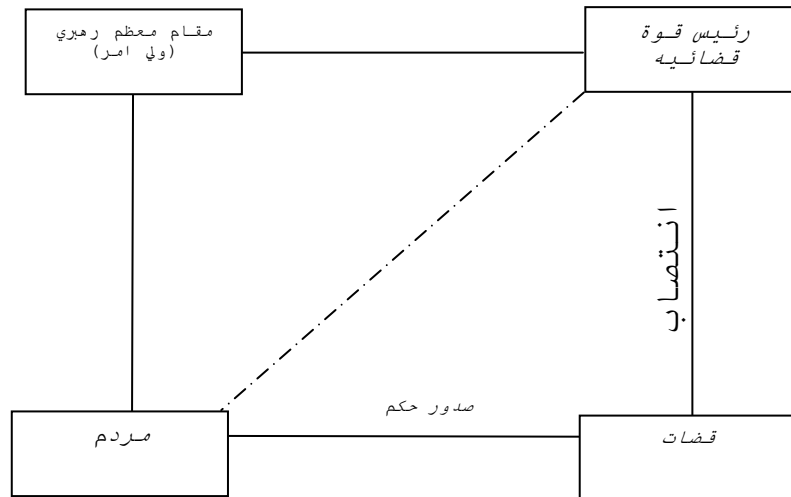 رئيس قوة
قضائيه
مقام معظم رهبري
(ولي امر)
انتصاب
صدور حكم
قضات
مردم